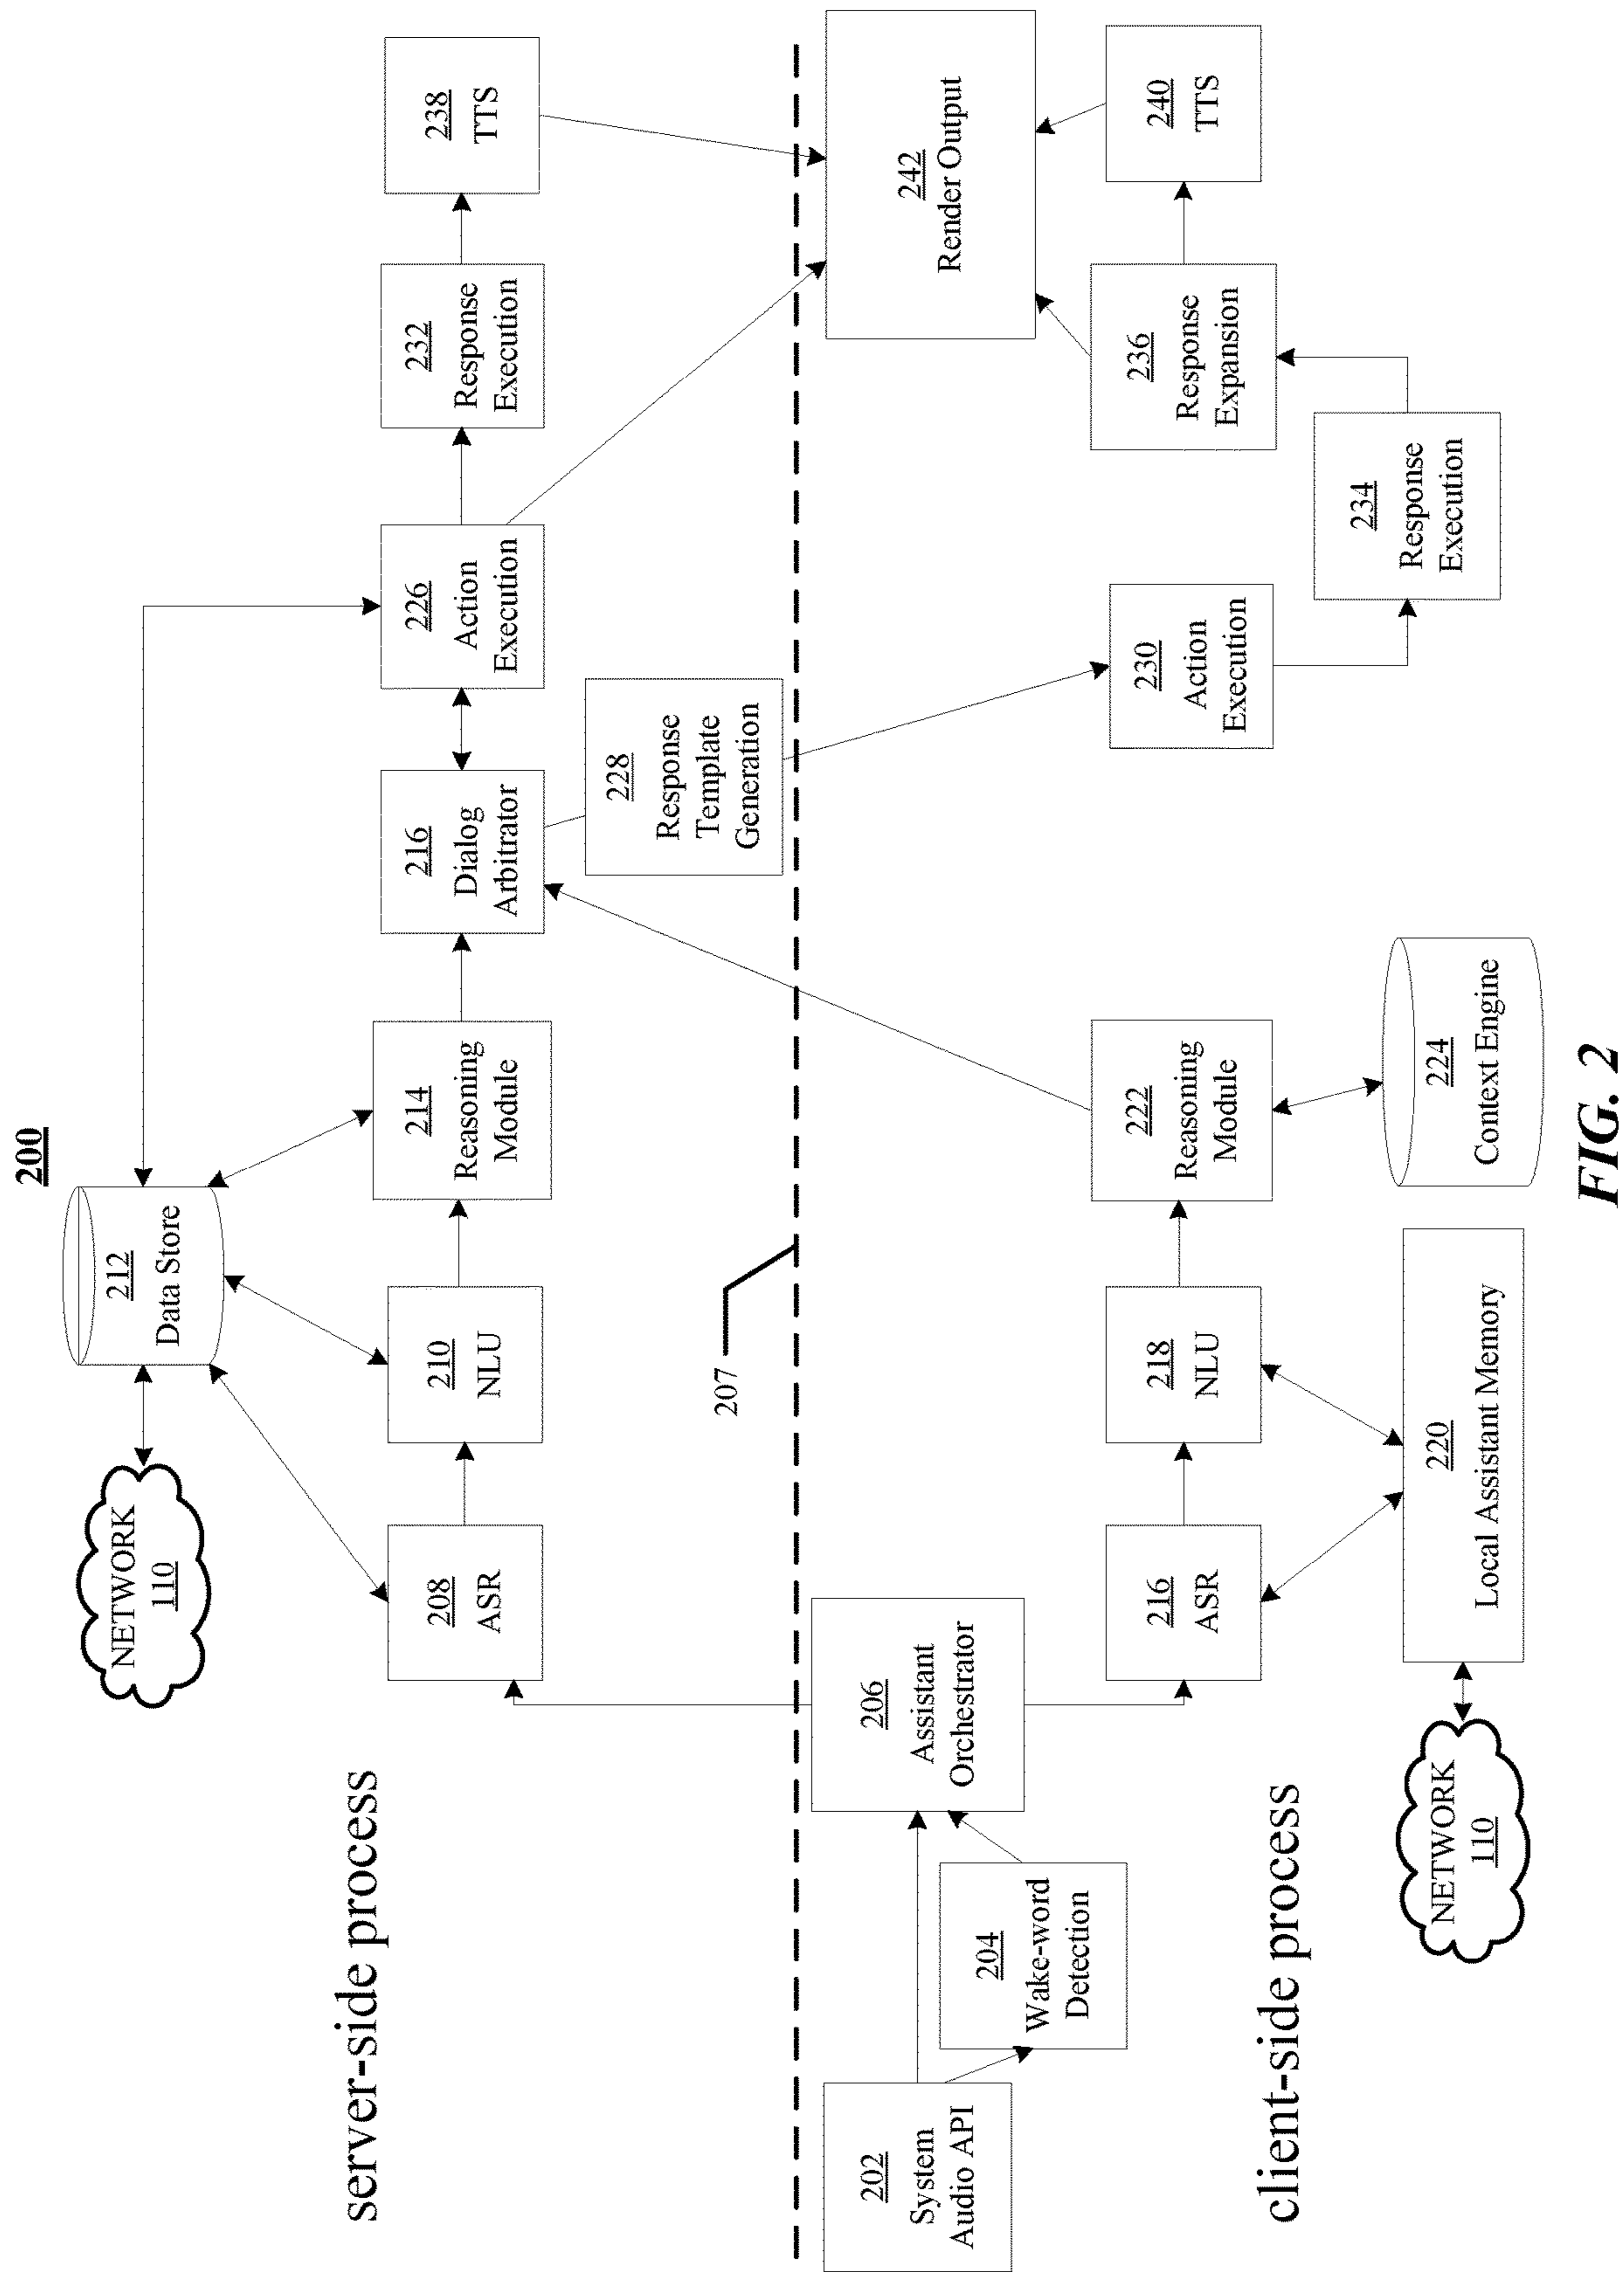 200
NETWORK
110
212
Data Store
server-side process
208
ASR
210
NLU
214
Reasoning
Module
216
Dialog
Arbitrator
226
Action
Execution
232
Response
Execution
238
TTS
228
Response
Template
Generation
207
202
System
Audio API
204
Wake-word
Detection
206
Assistant
Orchestrator
242
Render Output
client-side process
216
ASR
218
NLU
222
Reasoning
Module
230
Action
Execution
236
Response
Expansion
240
TTS
234
Response
Execution
NETWORK
110
220
Local Assistant Memory
224
Context Engine
FIG. 2